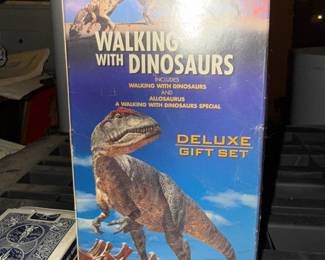 WALKING
WITH DINOSAURS
INCLUDES
WALKING WITH DINOSAURS
AND
ALLOSAURUS
A WALKING WITH DINOSAURS SPECIAL
DELUXE
GIFT SET